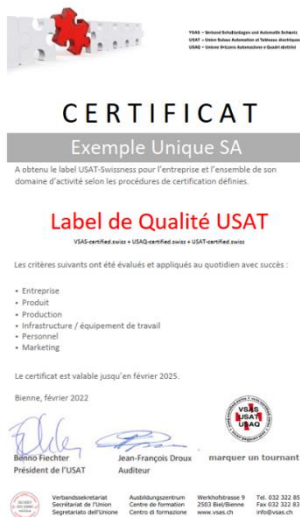 VSAS – Verband Schaltanlagen und Automatik Schweiz
USAT – Union Suisse Automation et Tableaux électriques
USAQ – Unione Svizzera Automazione e Quadri elettrici
CERTIFICAT
Exemple Unique SA
A obtenu le label USAT-Swissness pour l'entreprise et l'ensemble de son
domaine d'activité selon les procédures de certification définies.
Label de Qualité USAT
VSAS-certified.swiss • USAQ-certified.swiss • USAT-certified.swiss
Les critères suivants ont été évalués et appliqués au quotidien avec succès :
• Entreprise
• Produit
• Production
• Infrastructure / équipement de travail
• Personnel
• Marketing
Le certificat est valable jusqu'en février 2025.
Bienne, février 2022
VSAS
USAT
USAQ
Benno Fiechter
Président de l'USAT
Jean-François Droux
Auditeur
marquer un tournant
Verbandssekretariat
Secrétariat de l'Union
Segretariato dell'Unione
Ausbildungszentrum
Centre de formation
Centro di formazione
Werkhofstrasse 9
2503 Biel/Bienne
www.vsas.ch
Tel. 032 322 85
Fax 032 322 83
info@vsas.ch